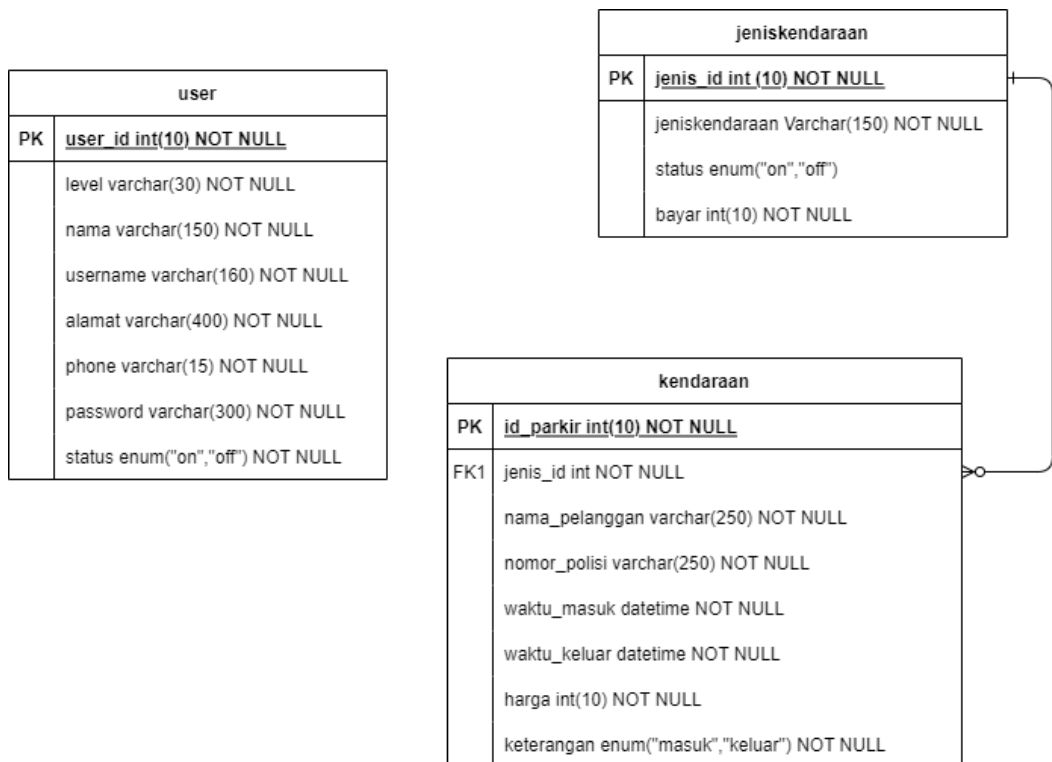 user
PK user_id int(10) NOT NULL
level varchar(30) NOT NULL
nama varchar(150) NOT NULL
username varchar(160) NOT NULL
alamat varchar(400) NOT NULL
phone varchar(15) NOT NULL
password varchar(300) NOT NULL
status enum("on","off") NOT NULL
jeniskendaraan
PK jenis_id int (10) NOT NULL
jeniskendaraan Varchar(150) NOT NULL
status enum("on","off")
bayar int(10) NOT NULL
kendaraan
PK id_parkir int(10) NOT NULL
FK1 jenis_id int NOT NULL
nama_pelanggan varchar(250) NOT NULL
nomor_polisi varchar(250) NOT NULL
waktu_masuk datetime NOT NULL
waktu_keluar datetime NOT NULL
harga int(10) NOT NULL
keterangan enum("masuk","keluar") NOT NULL